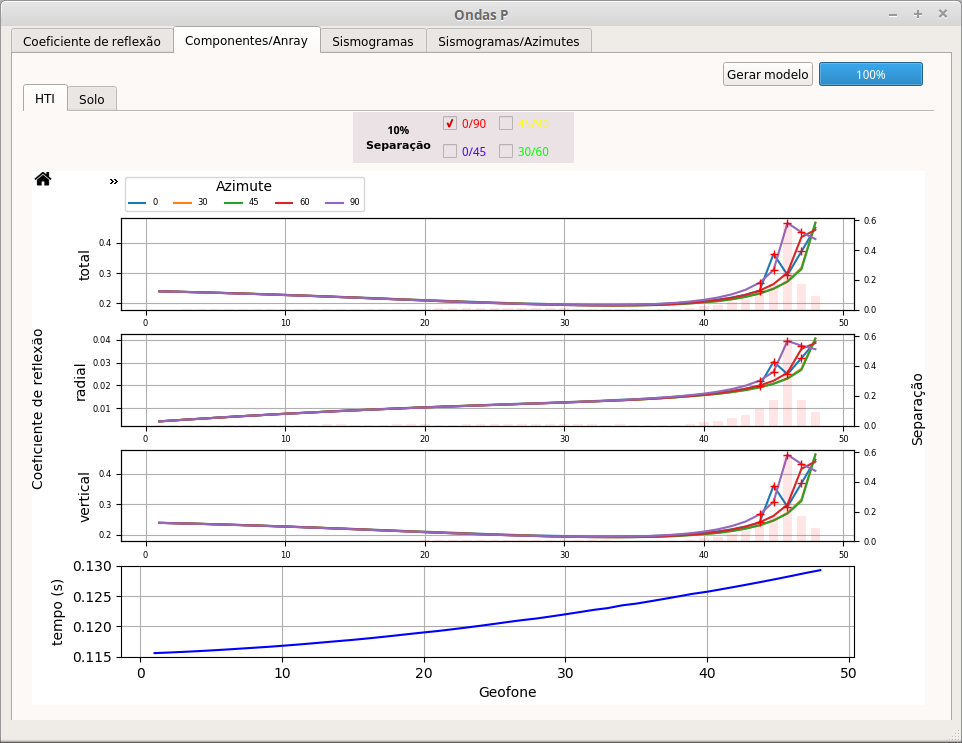 Ondas P
Coeficiente de reflexão Componentes/Anray Sismogramas Sismogramas/Azimutes
Gerar modelo 100%
HTI Solo
10%
Separação
0/90 45/90
0/45 30/60
»
Azimute
0 30 45 60 90
Coeficiente de reflexão
Separação
total
0.4
0.3
0.2
0.6
0.4
0.2
0.0
0 10 20 30 40 50
radial
0.04
0.03
0.02
0.01
0.6
0.4
0.2
0.0
0 10 20 30 40 50
vertical
0.4
0.3
0.2
0.6
0.4
0.2
0.0
0 10 20 30 40 50
tempo (s)
0.130
0.125
0.120
0.115
0 10 20 30 40 50
Geofone